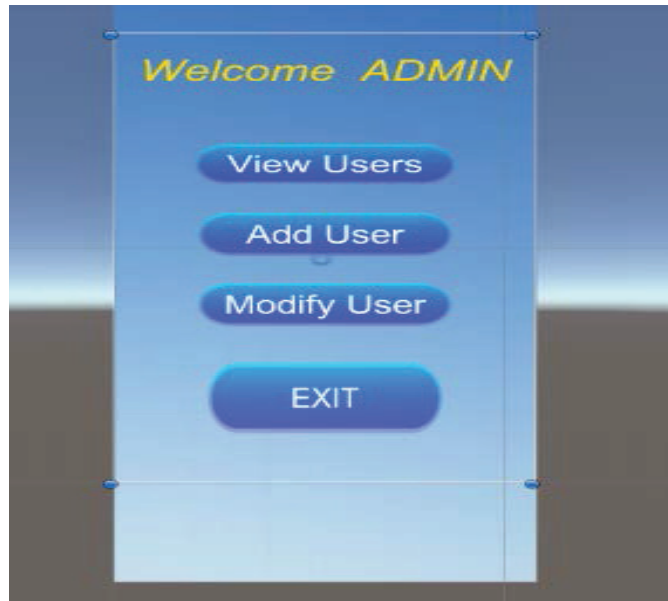 Welcome ADMIN
View Users
Add User
Modify User
EXIT